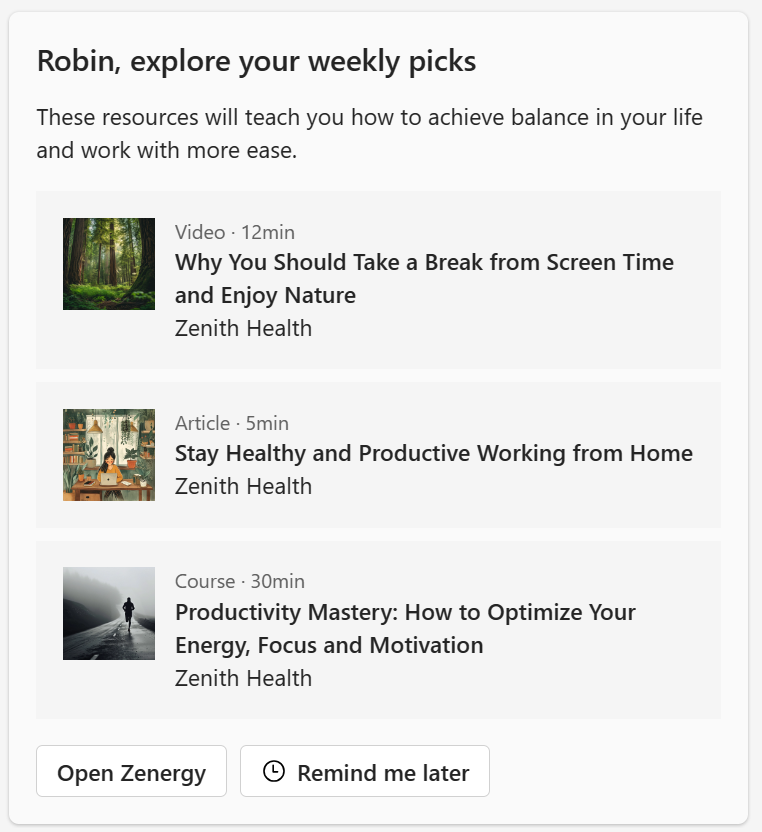 Robin, explore your weekly picks
These resources will teach you how to achieve balance in your life
and work with more ease.
Video · 12min
Why You Should Take a Break from Screen Time
and Enjoy Nature
Zenith Health
Article · 5min
Stay Healthy and Productive Working from Home
Zenith Health
Course · 30min
Productivity Mastery: How to Optimize Your
Energy, Focus and Motivation
Zenith Health
Open Zenergy
Remind me later